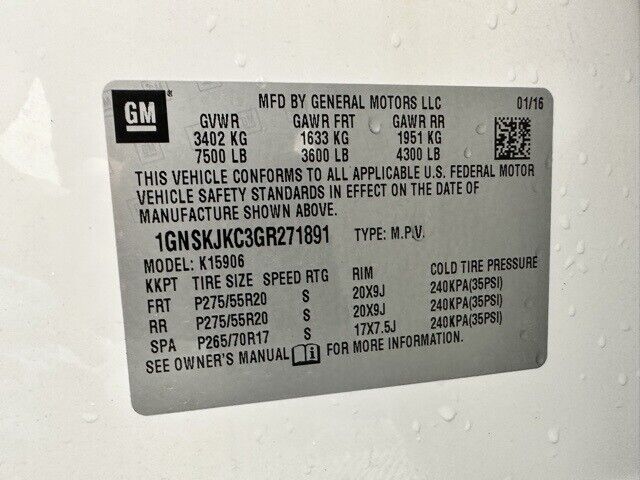 GM ®
MFD BY GENERAL MOTORS LLC 01/16
GVWR GAWR FRT GAWR RR
3402 KG 1633 KG 1951 KG
7500 LB 3600 LB 4300 LB
THIS VEHICLE CONFORMS TO ALL APPLICABLE U.S. FEDERAL MOTOR
VEHICLE SAFETY STANDARDS IN EFFECT ON THE DATE OF
MANUFACTURE SHOWN ABOVE.
1GNSKJKC3GR271891 TYPE: M.P.V.
MODEL: K15906
KKPT TIRE SIZE SPEED RTG RIM COLD TIRE PRESSURE
FRT P275/55R20 S 20X9J 240KPA(35PSI)
RR P275/55R20 S 20X9J 240KPA(35PSI)
SPA P265/70R17 S 17X7.5J 240KPA(35PSI)
SEE OWNER'S MANUAL i FOR MORE INFORMATION.